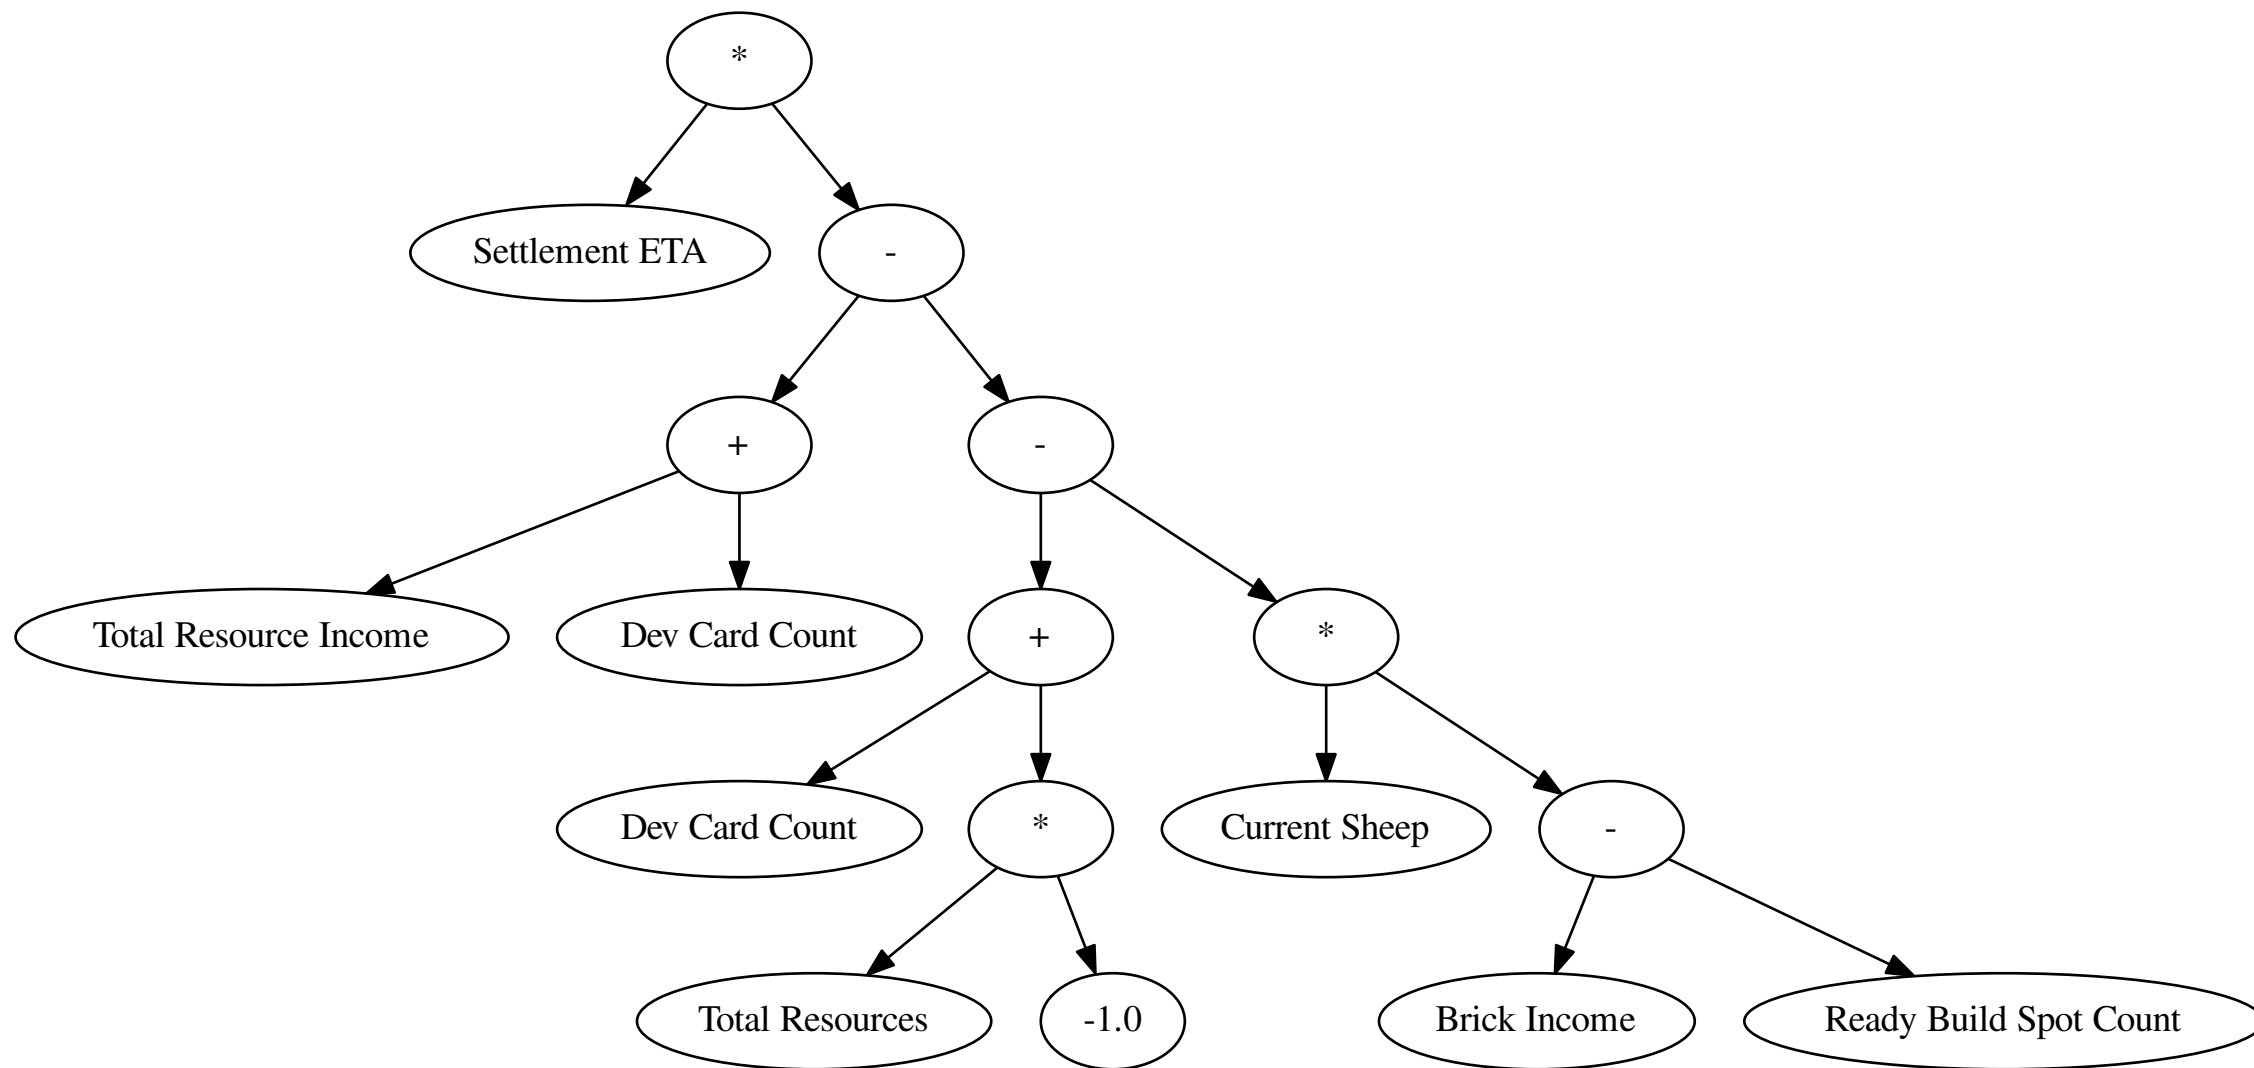 *
Settlement ETA
-
+
-
Total Resource Income
Dev Card Count
+
*
Dev Card Count
*
Current Sheep
-
Total Resources
-1.0
Brick Income
Ready Build Spot Count